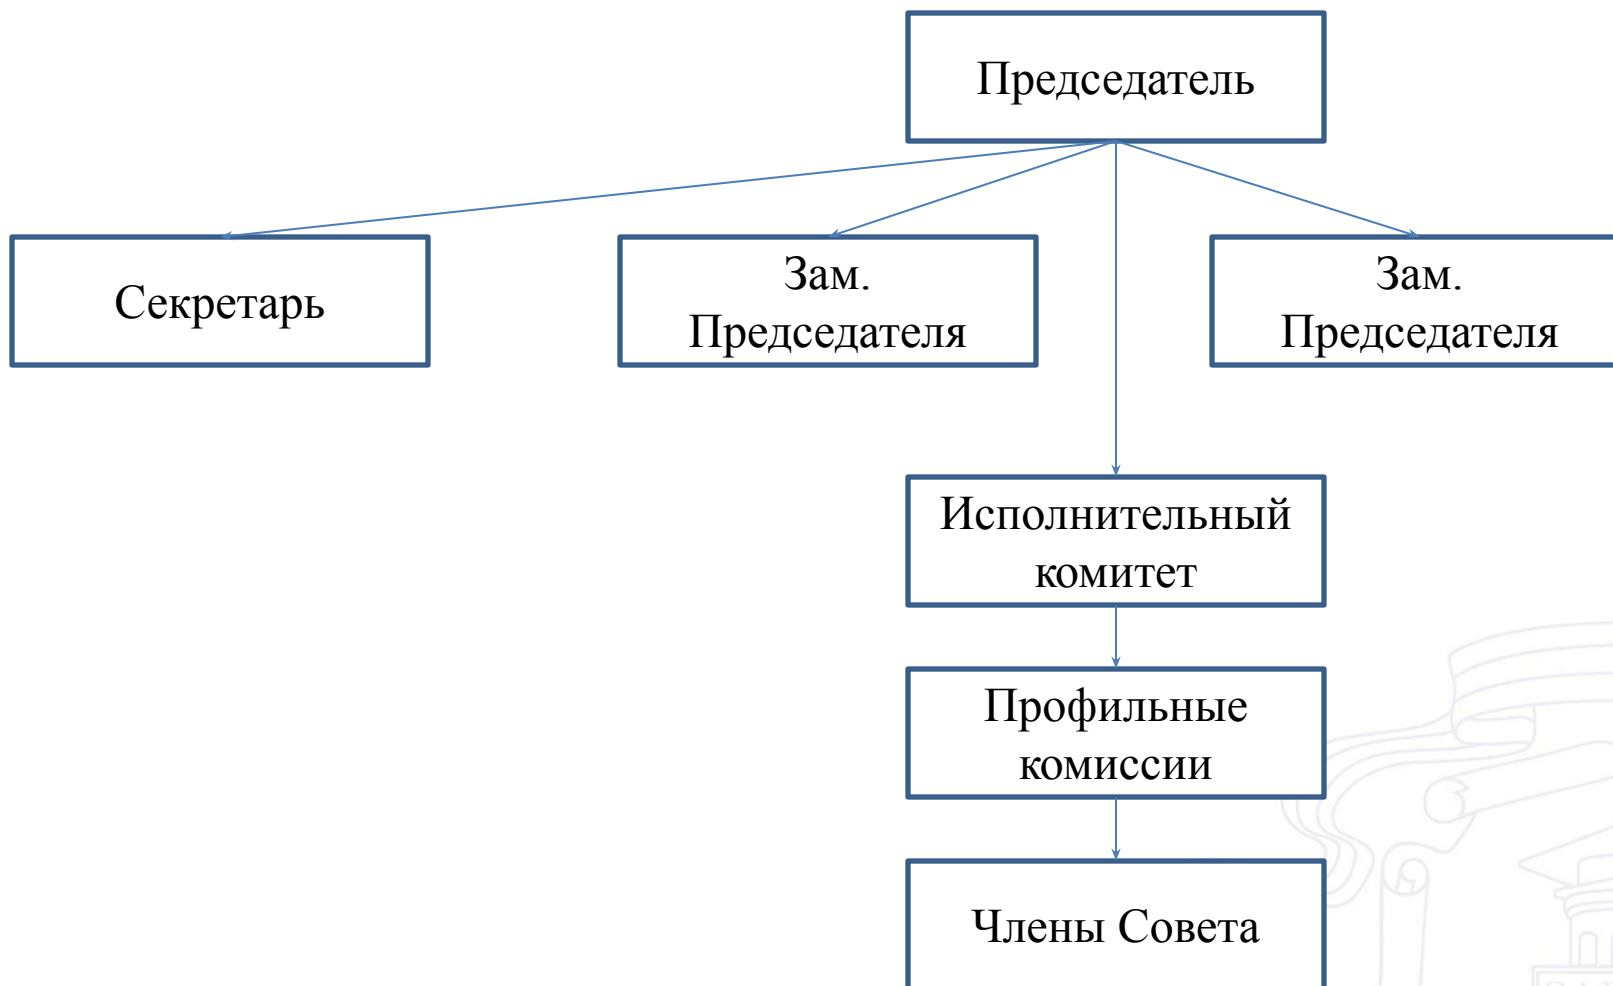 Председатель
Секретарь
Зам.
Председателя
Зам.
Председателя
Исполнительный
комитет
Профильные
комиссии
Члены Совета